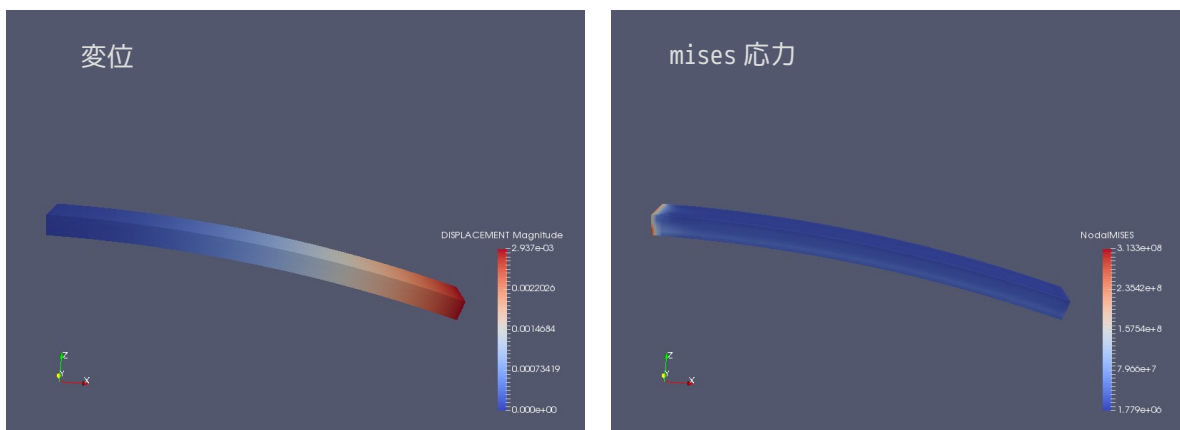 変位
DISPLACEMENT Magnitude
2.937e-03
0.0022026
0.0014684
0.00073419
0.000e+00
Z
Y
X
mises 応力
NodalMISES
3.133e+08
2.3542e+8
1.5754e+8
7.966e+7
1.779e+06
Z
Y
X